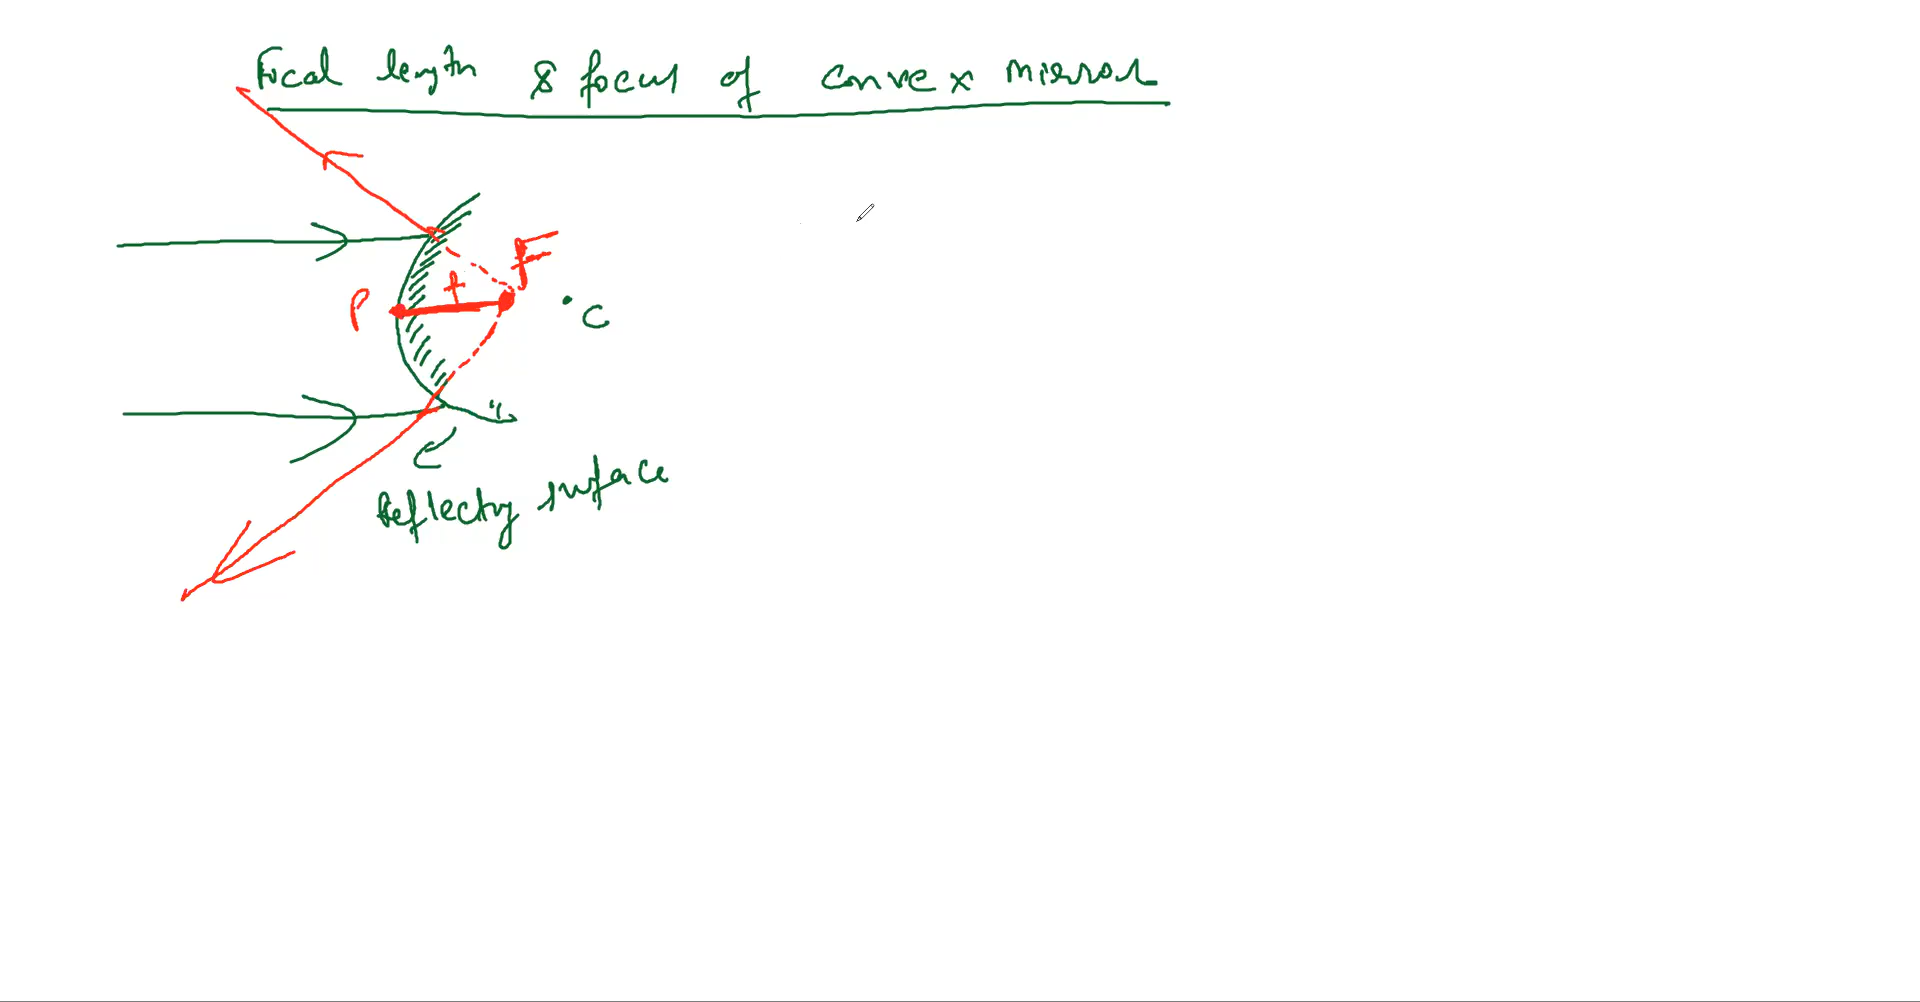 Focal length & focus of convex mirror
F
f
P
C
Reflecting surface